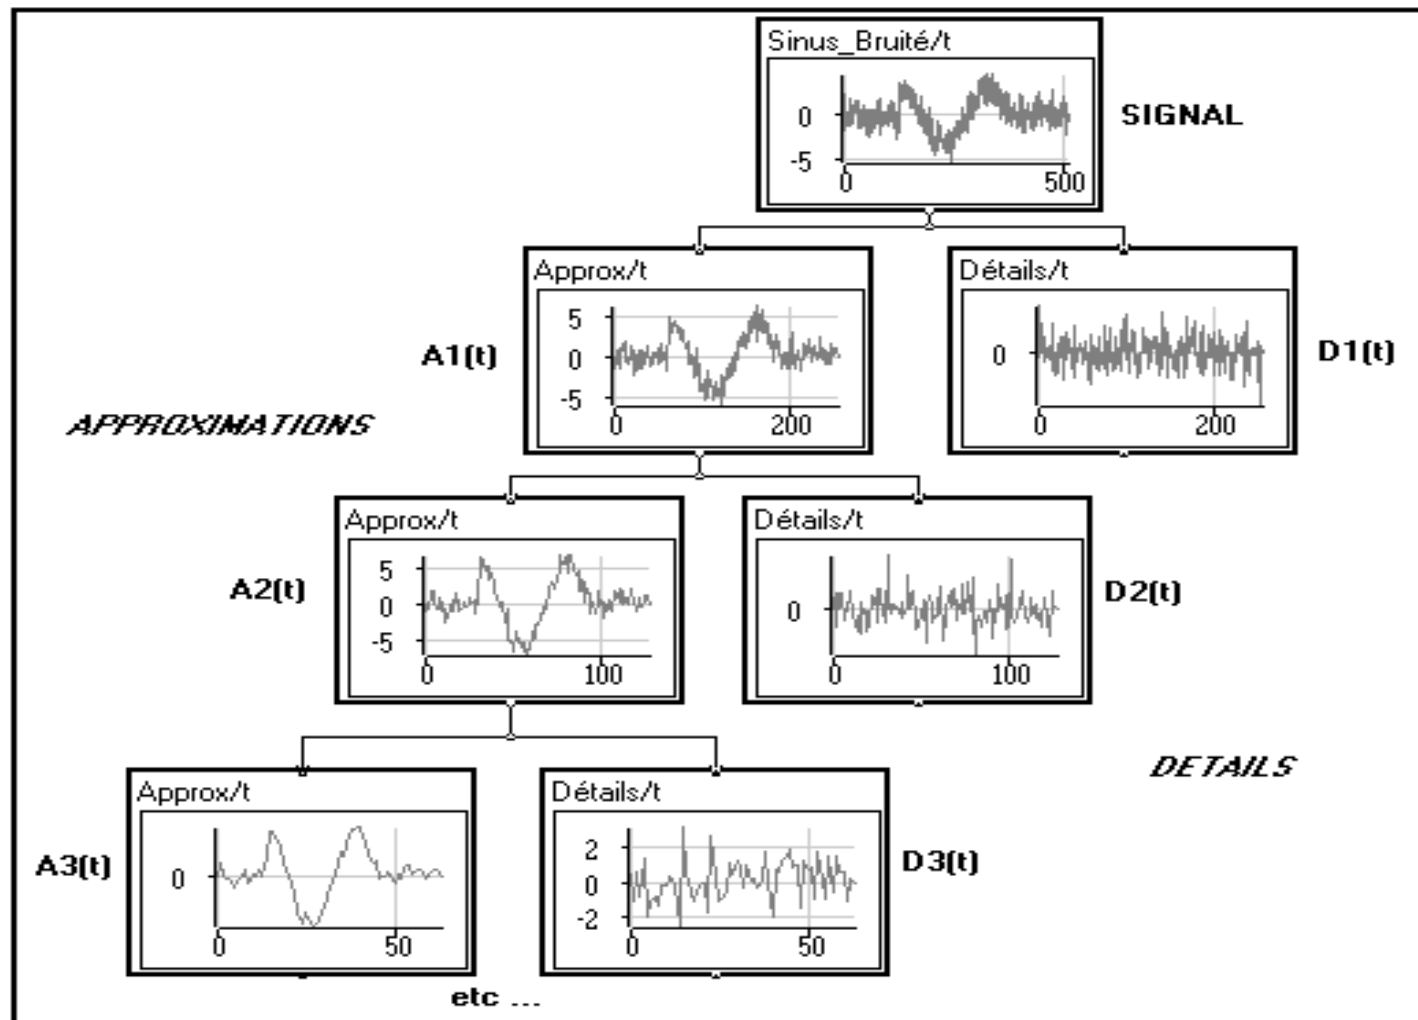 Sinus_Bruité/t
0
-5
0 500
SIGNAL
Approx/t
5
0
-5
0 200
A1(t)
Détails/t
0
0 200
D1(t)
APPROXIMATIONS
Approx/t
5
0
-5
0 100
A2(t)
Détails/t
0
0 100
D2(t)
DETAILS
Approx/t
0
0 50
A3(t)
Détails/t
2
0
-2
0 50
D3(t)
etc ...